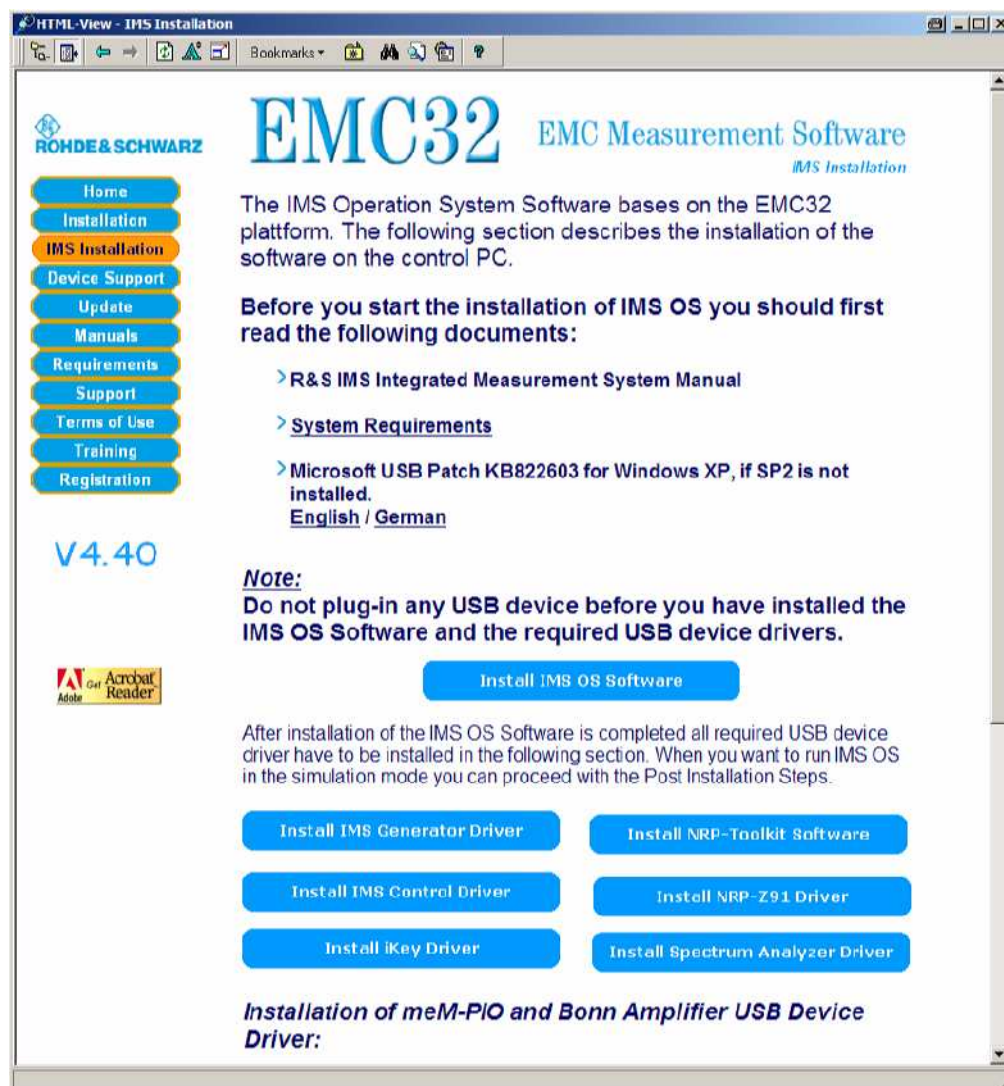 HTML-View - IMS Installation
Bookmarks
ROHDE & SCHWARZ
EMC32
EMC Measurement Software
IMS Installation
Home
Installation
IMS Installation
Device Support
Update
Manuals
Requirements
Support
Terms of Use
Training
Registration
V4.40
Adobe
Get Acrobat
Reader
The IMS Operation System Software bases on the EMC32
plattform. The following section describes the installation of the
software on the control PC.
Before you start the installation of IMS OS you should first
read the following documents:
R&S IMS Integrated Measurement System Manual
System Requirements
Microsoft USB Patch KB822603 for Windows XP, if SP2 is not
installed.
English / German
Note:
Do not plug-in any USB device before you have installed the
IMS OS Software and the required USB device drivers.
Install IMS OS Software
After installation of the IMS OS Software is completed all required USB device
driver have to be installed in the following section. When you want to run IMS OS
in the simulation mode you can proceed with the Post Installation Steps.
Install IMS Generator Driver
Install NRP-Toolkit Software
Install IMS Control Driver
Install NRP-Z91 Driver
Install iKey Driver
Install Spectrum Analyzer Driver
Installation of meM-PIO and Bonn Amplifier USB Device
Driver: